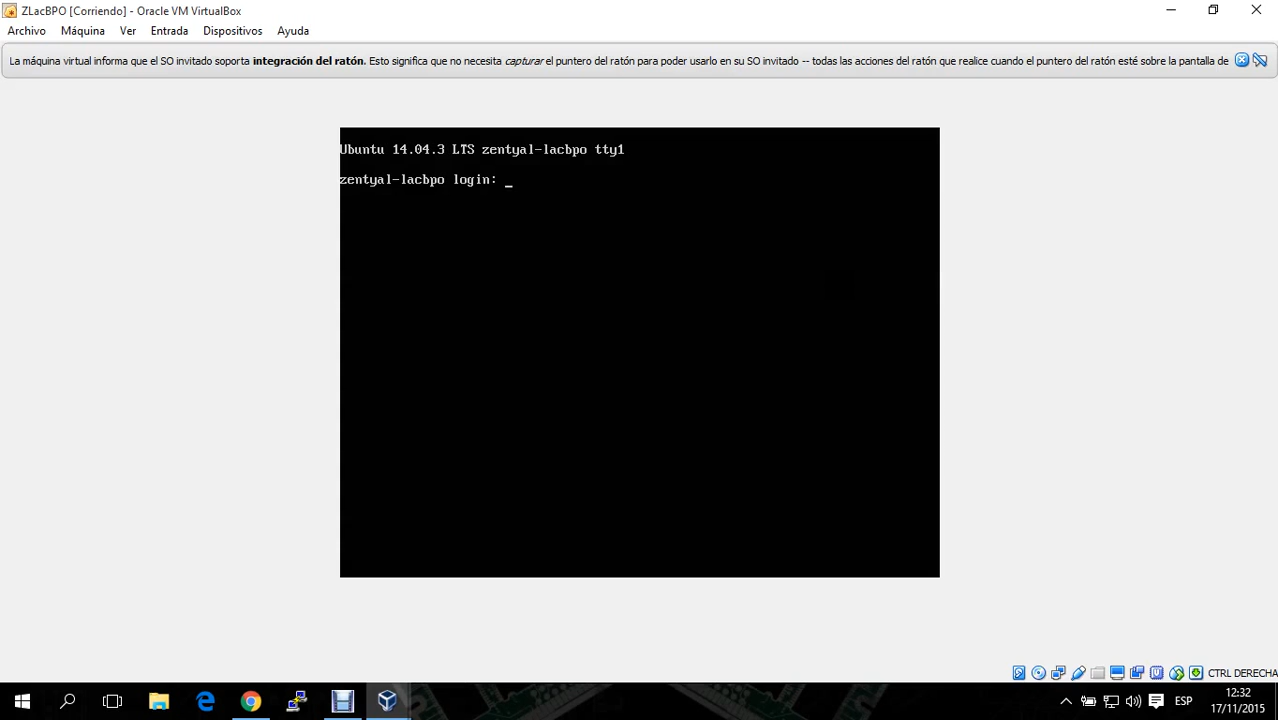 ZLacBPO [Corriendo] - Oracle VM VirtualBox
Archivo Máquina Ver Entrada Dispositivos Ayuda
La máquina virtual informa que el SO invitado soporta integración del ratón. Esto significa que no necesita capturar el puntero del ratón para poder usarlo en su SO invitado -- todas las acciones del ratón que realice cuando el puntero del ratón esté sobre la pantalla de
Ubuntu 14.04.3 LTS zentyal-lacbpo tty1
zentyal-lacbpo login: _
CTRL DERECHA
ESP
12:32
17/11/2015